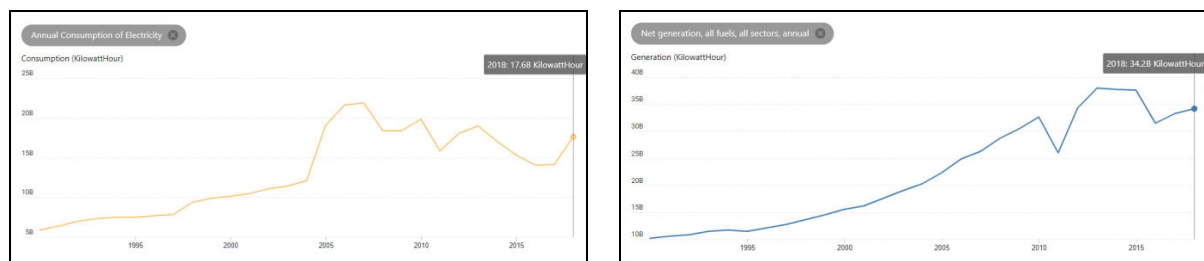 Annual Consumption of Electricity
Consumption (KilowattHour)
2018: 17.6B KilowattHour
25B
20B
15B
10B
5B
1995
2000
2005
2010
2015
Net generation, all fuels, all sectors, annual
Generation (KilowattHour)
2018: 34.2B KilowattHour
40B
35B
30B
25B
20B
15B
10B
1995
2000
2005
2010
2015